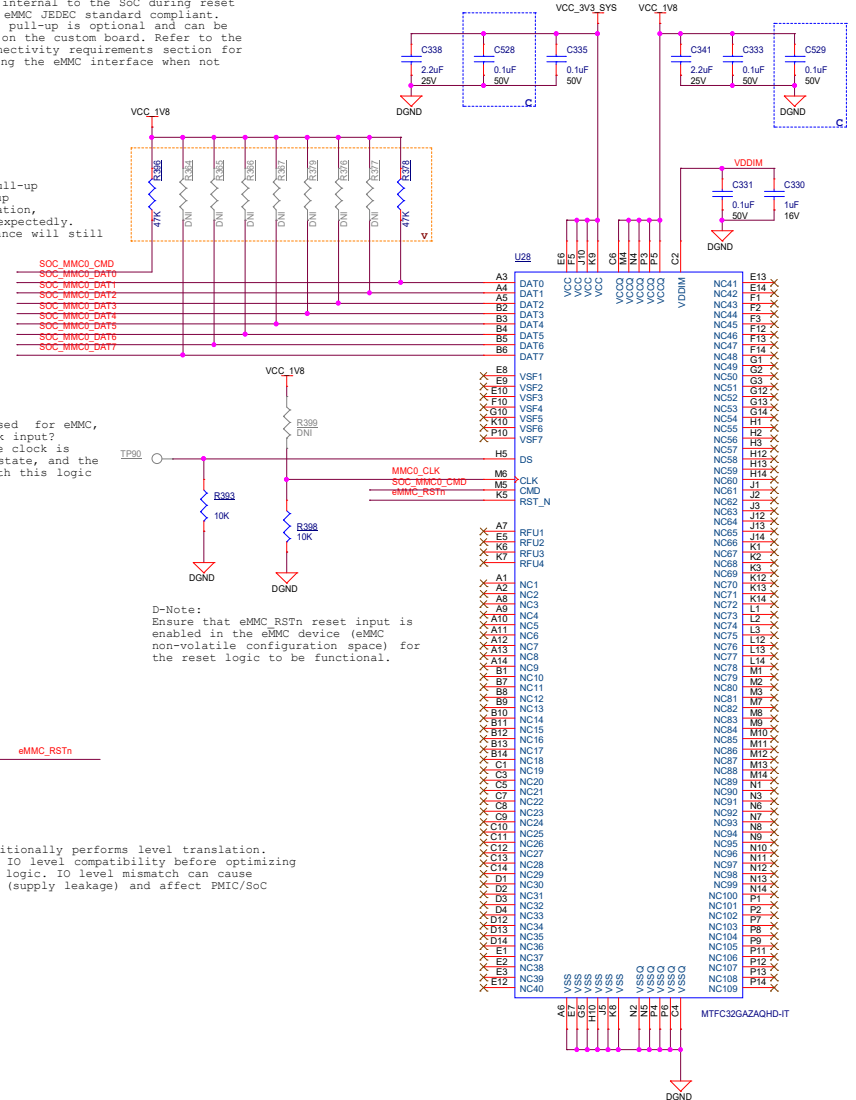 internal to the SoC during reset
eMMC JEDEC standard compliant.
pull-up is optional and can be
on the custom board. Refer to the
nectivity requirements section for
ing the eMMC interface when not
VCC_3V3_SYS
VCC_1V8
C338
2.2uF
25V
C528
0.1uF
50V
C335
0.1uF
50V
C341
2.2uF
25V
C333
0.1uF
50V
C529
0.1uF
50V
DGND
C
DGND
C
VCC_1V8
R396
47K
R364
DNI
R365
DNI
R366
DNI
R367
DNI
R379
DNI
R376
DNI
R377
DNI
R378
47K
V
ull-up
up
ation,
expectedly.
nce will still
VDDIM
C331
0.1uF
50V
C330
1uF
16V
DGND
SOC_MMC0_CMD
SOC_MMC0_DAT0
SOC_MMC0_DAT1
SOC_MMC0_DAT2
SOC_MMC0_DAT3
SOC_MMC0_DAT4
SOC_MMC0_DAT5
SOC_MMC0_DAT6
SOC_MMC0_DAT7
U28
E6 VCC
F5 VCC
J10 VCC
K9 VCC
C6 VCCQ
M4 VCCQ
N4 VCCQ
P3 VCCQ
P5 VCCQ
C2 VDDIM
A3 DAT0
A4 DAT1
A5 DAT2
B2 DAT3
B3 DAT4
B4 DAT5
B5 DAT6
B6 DAT7
E8 VSF1
E9 VSF2
E10 VSF3
F10 VSF4
G10 VSF5
K10 VSF6
P10 VSF7
H5 DS
M6 CLK
M5 CMD
K5 RST_N
A7 RFU1
E5 RFU2
K6 RFU3
K7 RFU4
A1 NC1
A2 NC2
A8 NC3
A9 NC4
A10 NC5
A11 NC6
A12 NC7
A13 NC8
A14 NC9
B1 NC10
B7 NC11
B8 NC12
B9 NC13
B10 NC14
B11 NC15
B12 NC16
B13 NC17
B14 NC18
C1 NC19
C3 NC20
C5 NC21
C7 NC22
C8 NC23
C9 NC24
C10 NC25
C11 NC26
C12 NC27
C13 NC28
C14 NC29
D1 NC30
D2 NC31
D3 NC32
D4 NC33
D12 NC34
D13 NC35
D14 NC36
E1 NC37
E2 NC38
E3 NC39
E12 NC40
NC41 E13
NC42 E14
NC43 F1
NC44 F2
NC45 F3
NC46 F12
NC47 F13
NC48 F14
NC49 G1
NC50 G2
NC51 G3
NC52 G12
NC53 G13
NC54 G14
NC55 H1
NC56 H2
NC57 H3
NC58 H12
NC59 H13
NC60 H14
NC61 J1
NC62 J2
NC63 J3
NC64 J12
NC65 J13
NC66 J14
NC67 K1
NC68 K2
NC69 K3
NC70 K12
NC71 K13
NC72 K14
NC73 L1
NC74 L2
NC75 L3
NC76 L12
NC77 L13
NC78 L14
NC79 M1
NC80 M2
NC81 M3
NC82 M7
NC83 M8
NC84 M9
NC85 M10
NC86 M11
NC87 M12
NC88 M13
NC89 M14
NC90 N1
NC91 N3
NC92 N6
NC93 N7
NC94 N8
NC95 N9
NC96 N10
NC97 N11
NC98 N12
NC99 N13
NC100 N14
NC101 P1
NC102 P2
NC103 P7
NC104 P8
NC105 P9
NC106 P11
NC107 P12
NC108 P13
NC109 P14
VSS A6
VSS E7
VSS G5
VSS H10
VSS J5
VSS K8
VSSQ N2
VSSQ N5
VSSQ P4
VSSQ P6
VSSQ C4
MTFC32GAZAQHD-IT
DGND
VCC_1V8
R399
DNI
TP90
MMC0_CLK
SOC_MMC0_CMD
eMMC_RSTn
R393
10K
R398
10K
DGND
DGND
sed for eMMC,
k input?
e clock is
state, and the
th this logic
D-Note:
Ensure that eMMC_RSTn reset input is
enabled in the eMMC device (eMMC
non-volatile configuration space) for
the reset logic to be functional.
eMMC_RSTn
itionally performs level translation.
IO level compatibility before optimizing
logic. IO level mismatch can cause
(supply leakage) and affect PMIC/SoC